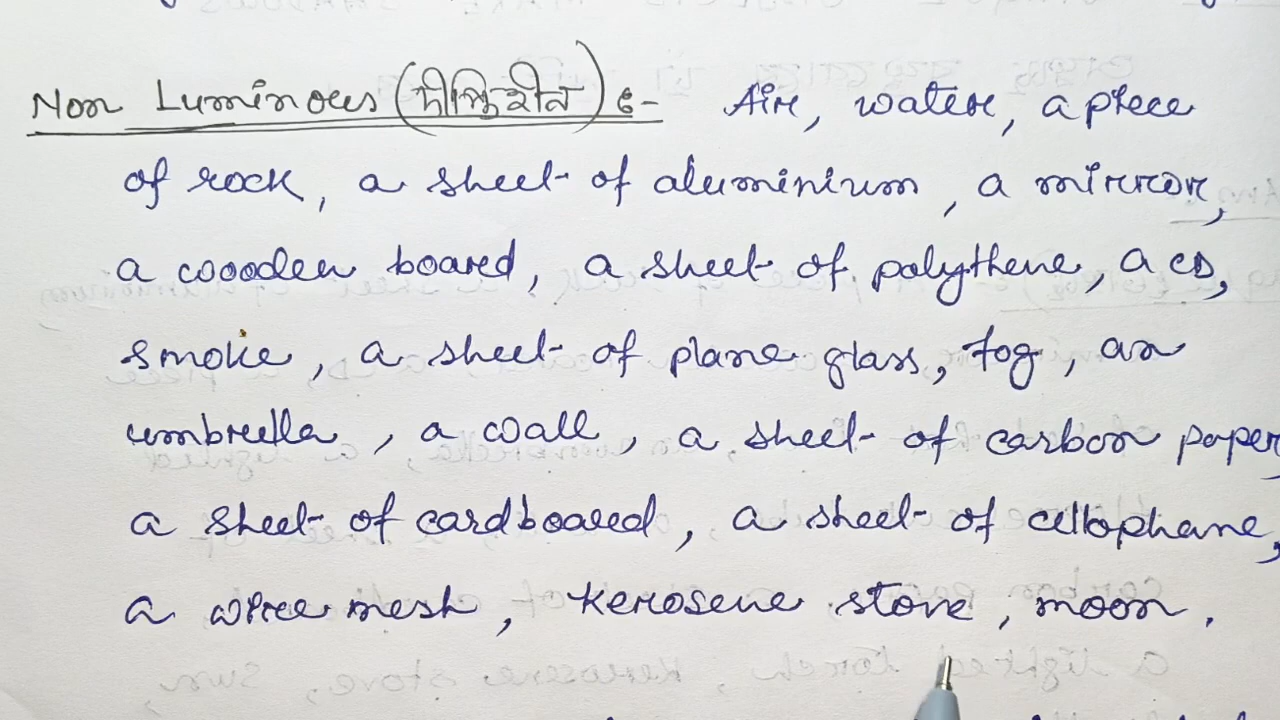 Non Luminous (দীপ্তিহীন) ঃ- Air, water, a piece
of rock, a sheet of aluminium, a mirror,
a wooden board, a sheet of polythene, a CD,
smoke, a sheet of plane glass, fog, an
umbrella, a wall, a sheet of carbon paper,
a sheet of cardboard, a sheet of cellophane,
a wire mesh, kerosene stove, moon.